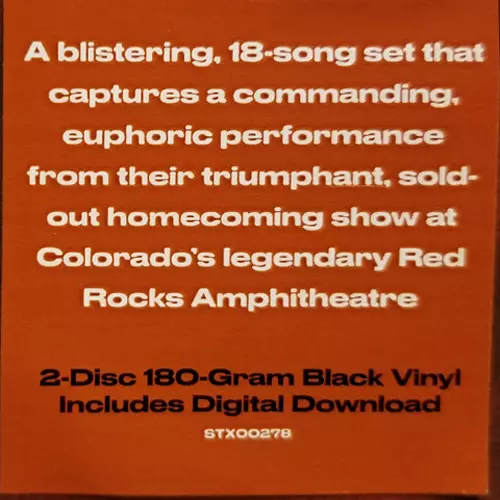 A blistering, 18-song set that
captures a commanding,
euphoric performance
from their triumphant, sold-
out homecoming show at
Colorado's legendary Red
Rocks Amphitheatre
2-Disc 180-Gram Black Vinyl
Includes Digital Download
STX00278